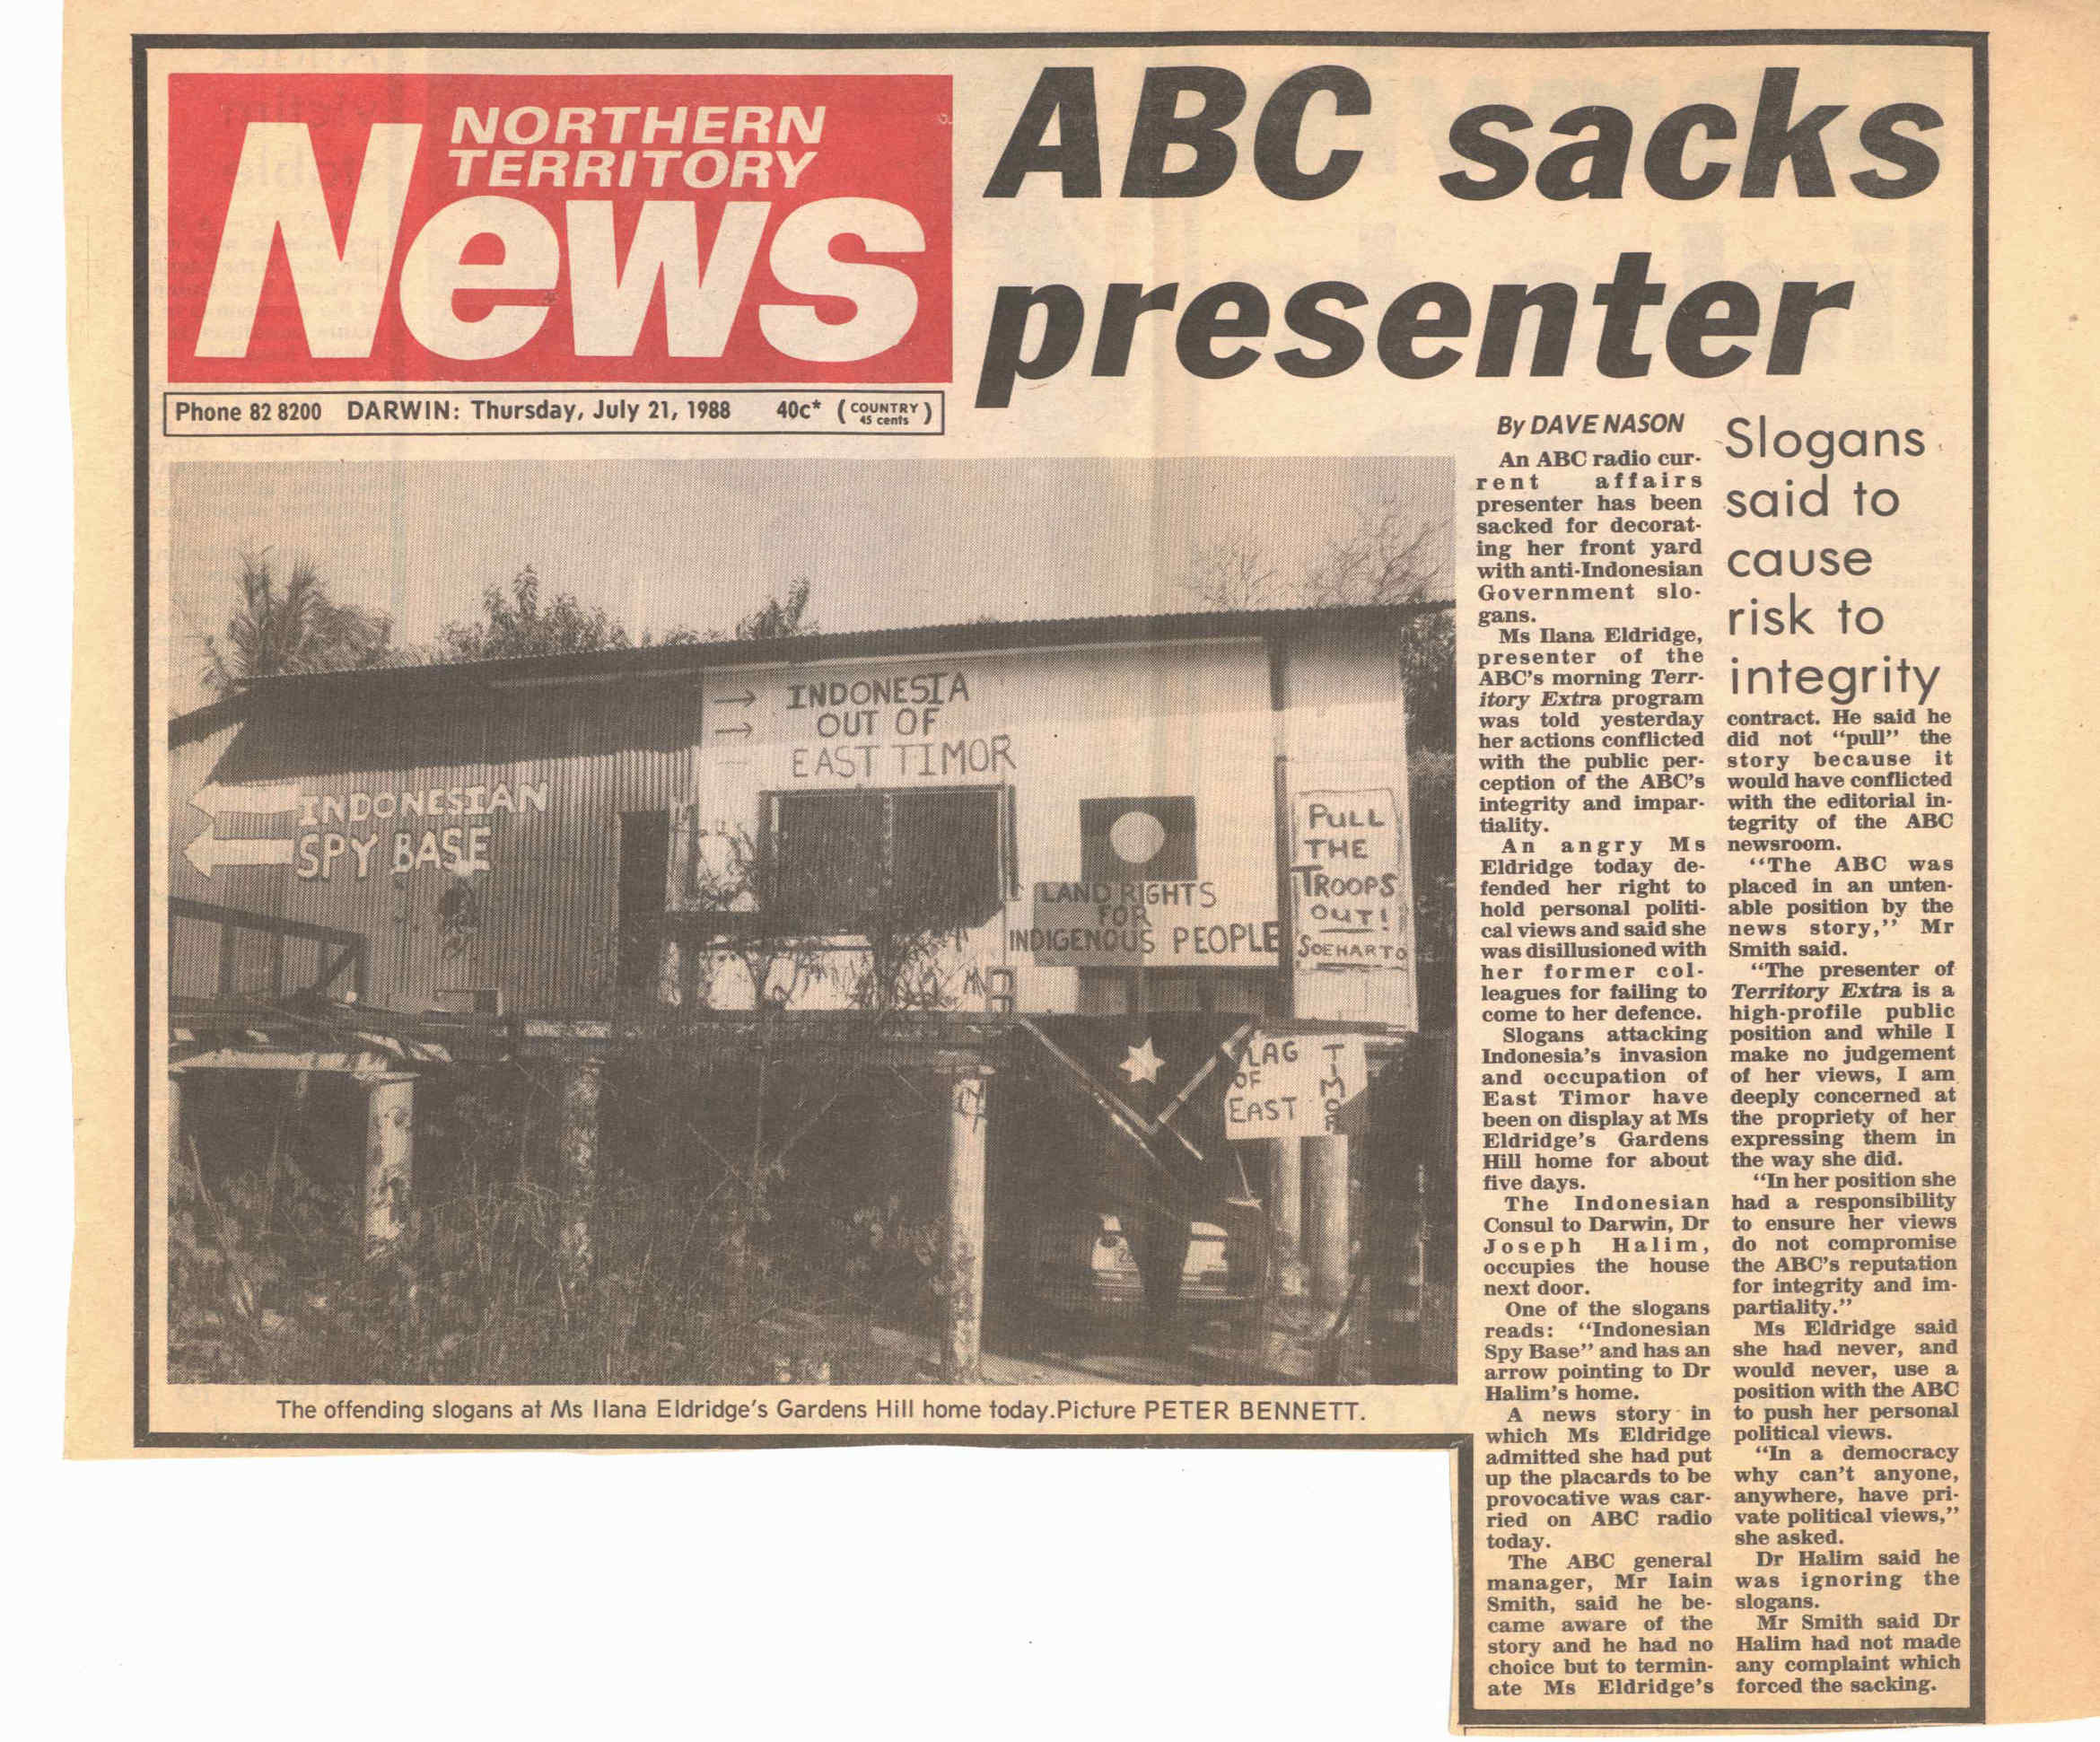 NORTHERN
TERRITORY
News
Phone 82 8200 DARWIN: Thursday, July 21, 1988 40c* (COUNTRY 45 cents)
ABC sacks
presenter
INDONESIA
OUT OF
EAST TIMOR
INDONESIAN
SPY BASE
LAND RIGHTS
FOR
INDIGENOUS PEOPLE
PULL
THE
TROOPS
OUT!
SOEHARTO
LAG
OF
EAST
TIMOR
The offending slogans at Ms Ilana Eldridge's Gardens Hill home today.Picture PETER BENNETT.
By DAVE NASON
An ABC radio cur-
rent affairs
presenter has been
sacked for decorat-
ing her front yard
with anti-Indonesian
Government slo-
gans.
Ms Ilana Eldridge,
presenter of the
ABC's morning Terr-
itory Extra program
was told yesterday
her actions conflicted
with the public per-
ception of the ABC's
integrity and impar-
tiality.
An angry Ms
Eldridge today de-
fended her right to
hold personal politi-
cal views and said she
was disillusioned with
her former col-
leagues for failing to
come to her defence.
Slogans attacking
Indonesia's invasion
and occupation of
East Timor have
been on display at Ms
Eldridge's Gardens
Hill home for about
five days.
The Indonesian
Consul to Darwin, Dr
Joseph Halim,
occupies the house
next door.
One of the slogans
reads: "Indonesian
Spy Base" and has an
arrow pointing to Dr
Halim's home.
A news story in
which Ms Eldridge
admitted she had put
up the placards to be
provocative was car-
ried on ABC radio
today.
The ABC general
manager, Mr Iain
Smith, said he be-
came aware of the
story and he had no
choice but to termin-
ate Ms Eldridge's
Slogans
said to
cause
risk to
integrity
contract. He said he
did not "pull" the
story because it
would have conflicted
with the editorial in-
tegrity of the ABC
newsroom.
"The ABC was
placed in an unten-
able position by the
news story," Mr
Smith said.
"The presenter of
Territory Extra is a
high-profile public
position and while I
make no judgement
of her views, I am
deeply concerned at
the propriety of her
expressing them in
the way she did.
"In her position she
had a responsibility
to ensure her views
do not compromise
the ABC's reputation
for integrity and im-
partiality."
Ms Eldridge said
she had never, and
would never, use a
position with the ABC
to push her personal
political views.
"In a democracy
why can't anyone,
anywhere, have pri-
vate political views,"
she asked.
Dr Halim said he
was ignoring the
slogans.
Mr Smith said Dr
Halim had not made
any complaint which
forced the sacking.